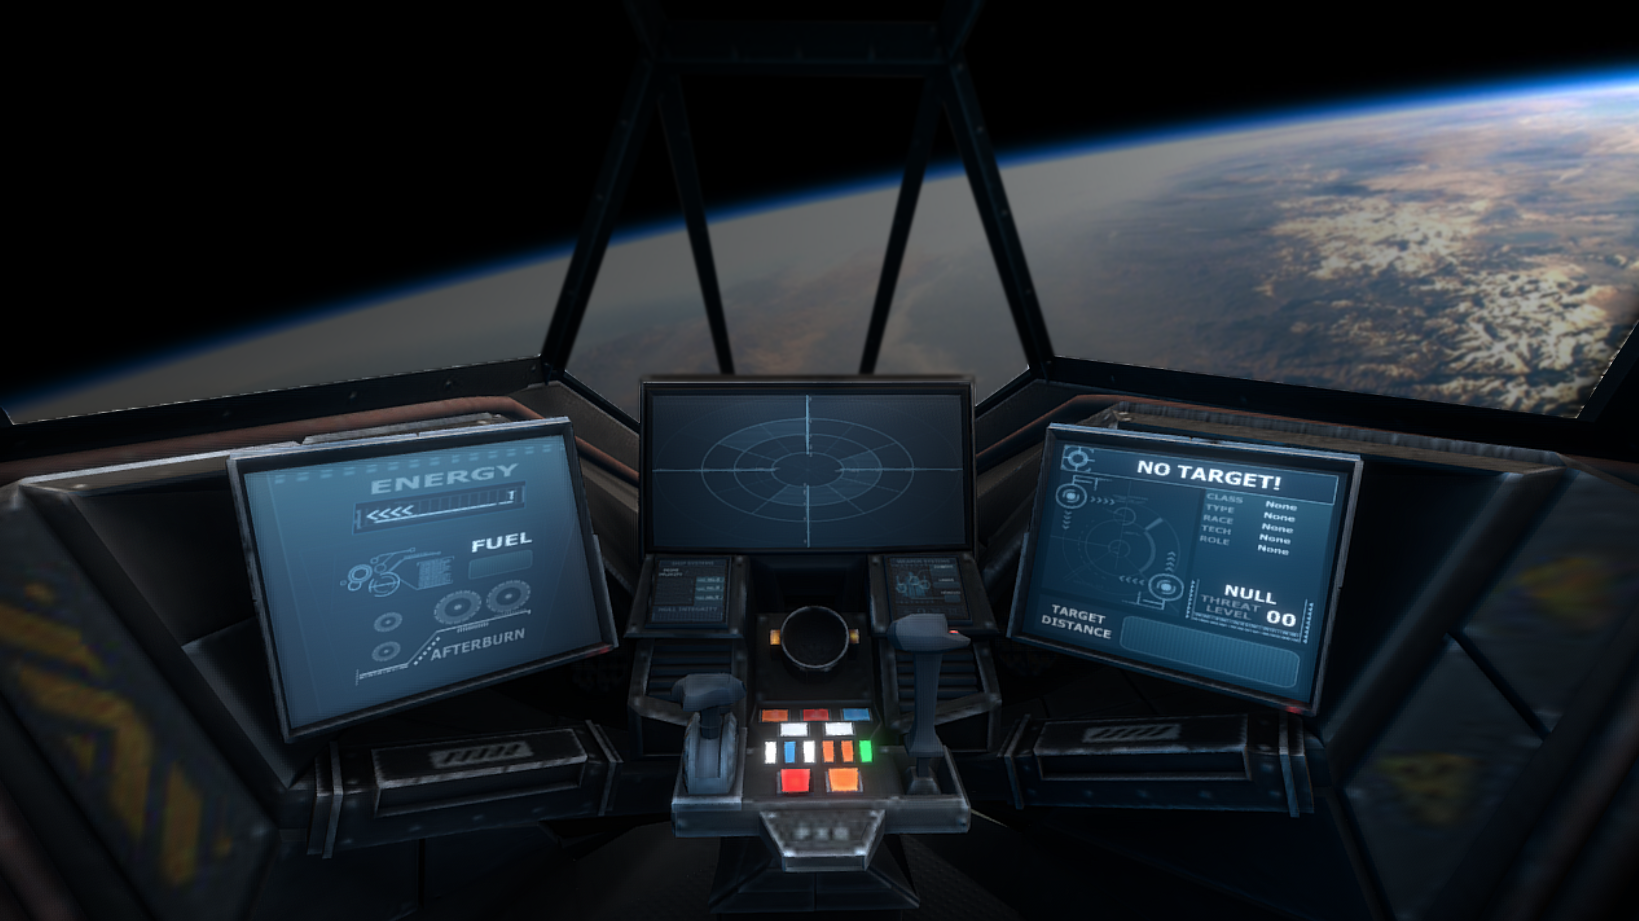 ENERGY
FUEL
AFTERBURN
NO TARGET!
CLASS None
TYPE None
RACE None
TECH None
ROLE None
NULL
THREAT
LEVEL 00
TARGET
DISTANCE